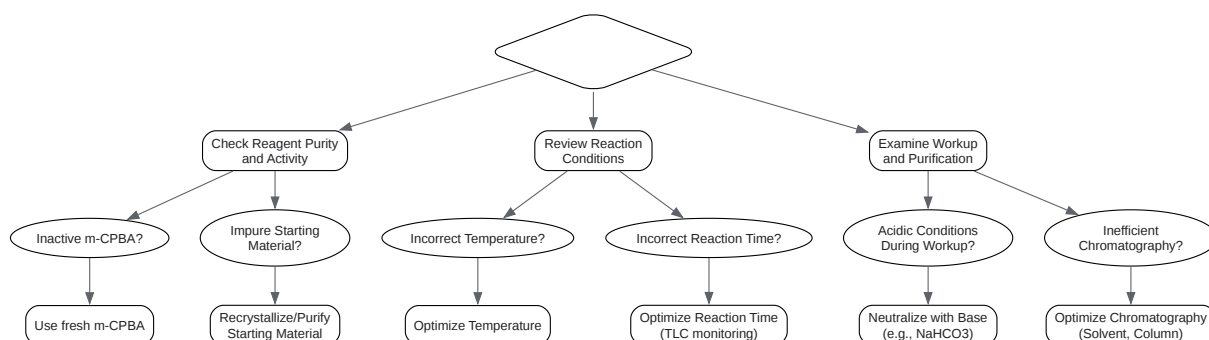 Check Reagent Purity
and Activity
Review Reaction
Conditions
Examine Workup
and Purification
Inactive m-CPBA?
Impure Starting
Material?
Incorrect Temperature?
Incorrect Reaction Time?
Acidic Conditions
During Workup?
Inefficient
Chromatography?
Use fresh m-CPBA
Recrystallize/Purify
Starting Material
Optimize Temperature
Optimize Reaction Time
(TLC monitoring)
Neutralize with Base
(e.g., NaHCO3)
Optimize Chromatography
(Solvent, Column)